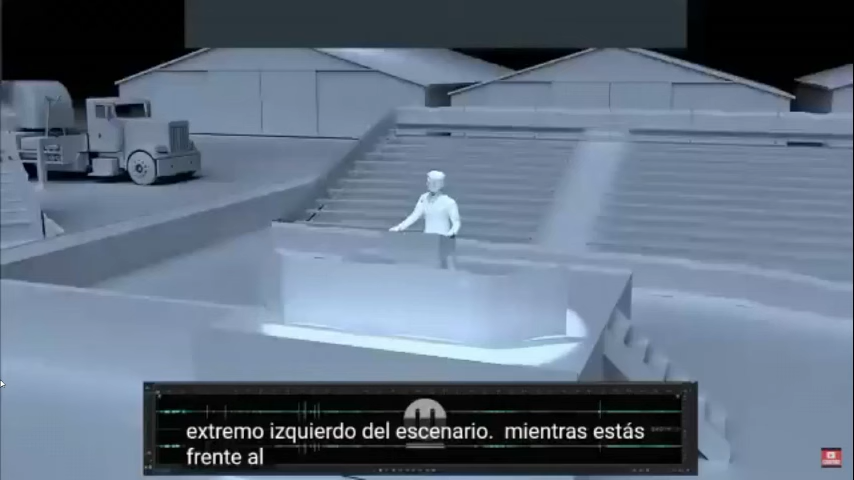 extremo izquierdo del escenario.  mientras estás
frente al